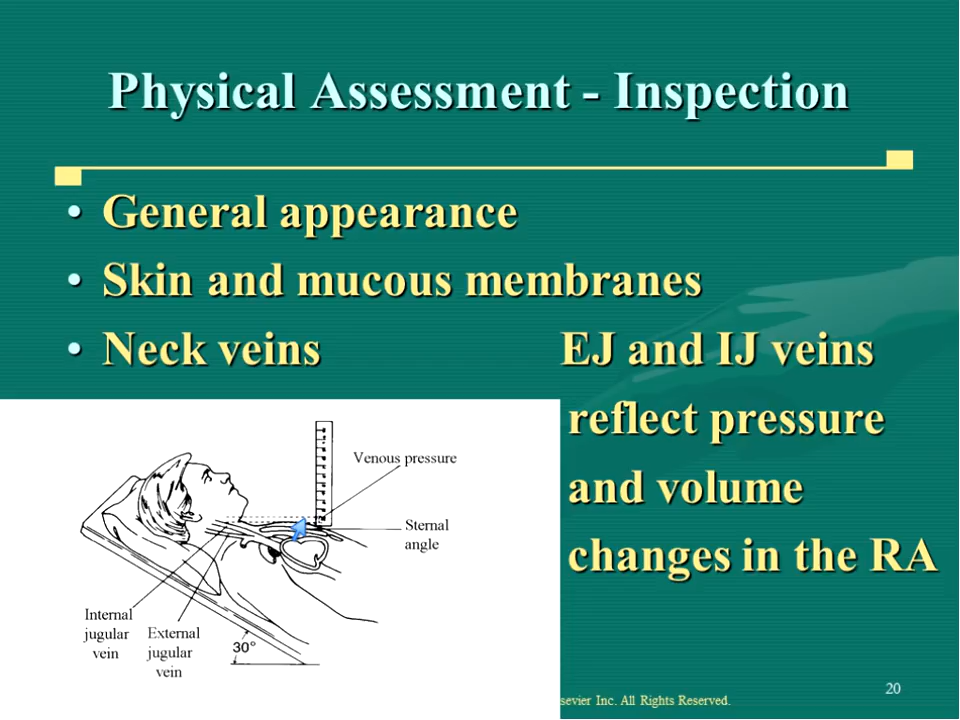 Physical Assessment - Inspection
• General appearance
• Skin and mucous membranes
• Neck veins EJ and IJ veins
reflect pressure
and volume
changes in the RA
Venous pressure
Sternal
angle
Internal
jugular
vein
External
jugular
vein
30°
sevier Inc. All Rights Reserved.
20